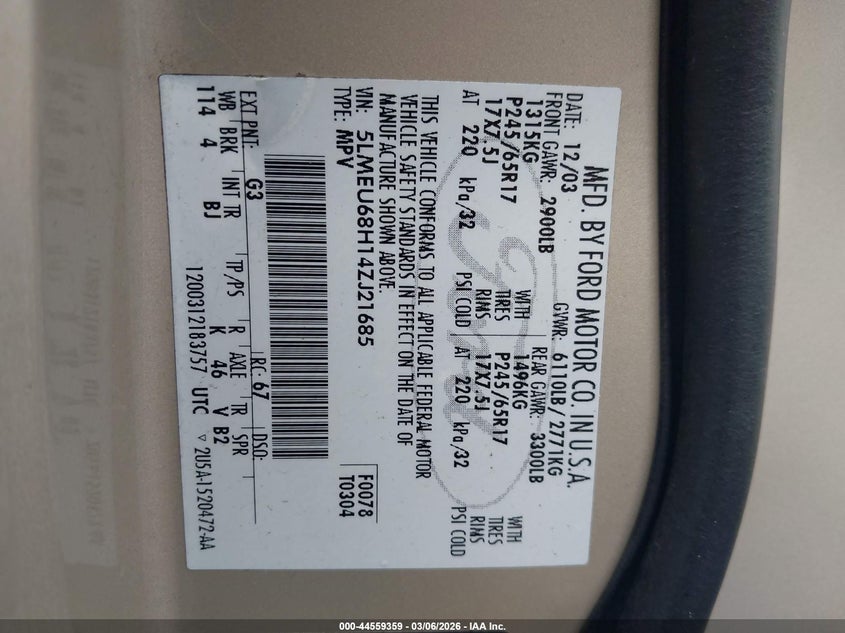 MFD. BY FORD MOTOR CO. IN U.S.A.
DATE: 12/03 GVWR: 6110LB/2771KG
FRONT GAWR: 2900LB REAR GAWR: 3300LB
1315KG WITH 1496KG WITH
P245/65R17 TIRES P245/65R17 TIRES
17X7.5J RIMS 17X7.5J RIMS
AT 220 kPa/32 PSI COLD AT 220 kPa/32 PSI COLD
THIS VEHICLE CONFORMS TO ALL APPLICABLE FEDERAL MOTOR
VEHICLE SAFETY STANDARDS IN EFFECT ON THE DATE OF
MANUFACTURE SHOWN ABOVE.
VIN: 5LMEU68H14ZJ21685 F0078
TYPE: MPV T0304
EXT PNT: G3 RC: 67 DSO:
WB BRK INT TR TP/PS R AXLE TR SPR
114 4 BJ K 46 V B2
120031218375​7 UTC ▽ 2U5A-1520472-AA
Ford
000-44559359 - 03/06/2026 - IAA Inc.